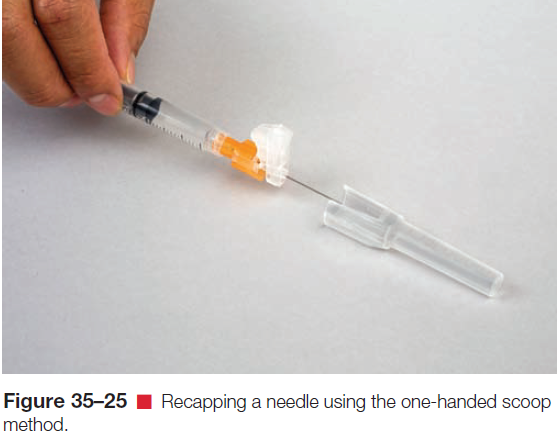 Figure 35–25 ■ Recapping a needle using the one-handed scoop
method.